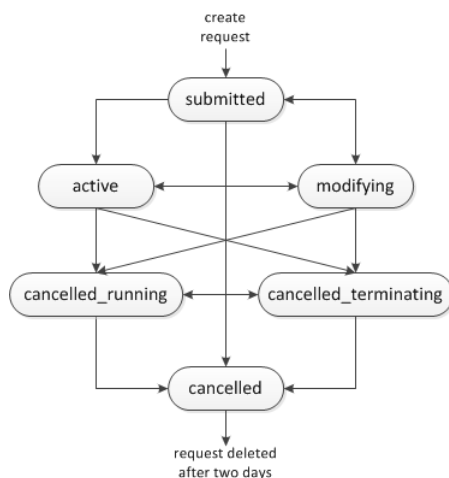 create
request
submitted
active
modifying
cancelled_running
cancelled_terminating
cancelled
request deleted
after two days